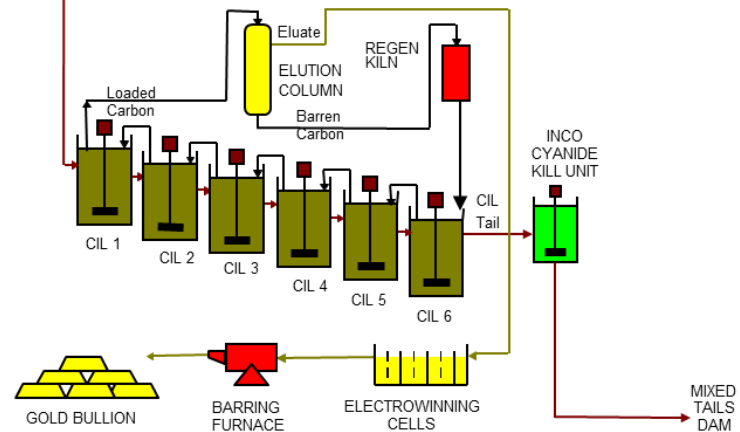 Eluate
REGEN
KILN
ELUTION
COLUMN
Loaded
Carbon
Barren
Carbon
INCO
CYANIDE
KILL UNIT
CIL
Tail
CIL 1
CIL 2
CIL 3
CIL 4
CIL 5
CIL 6
GOLD BULLION
BARRING
FURNACE
ELECTROWINNING
CELLS
MIXED
TAILS
DAM